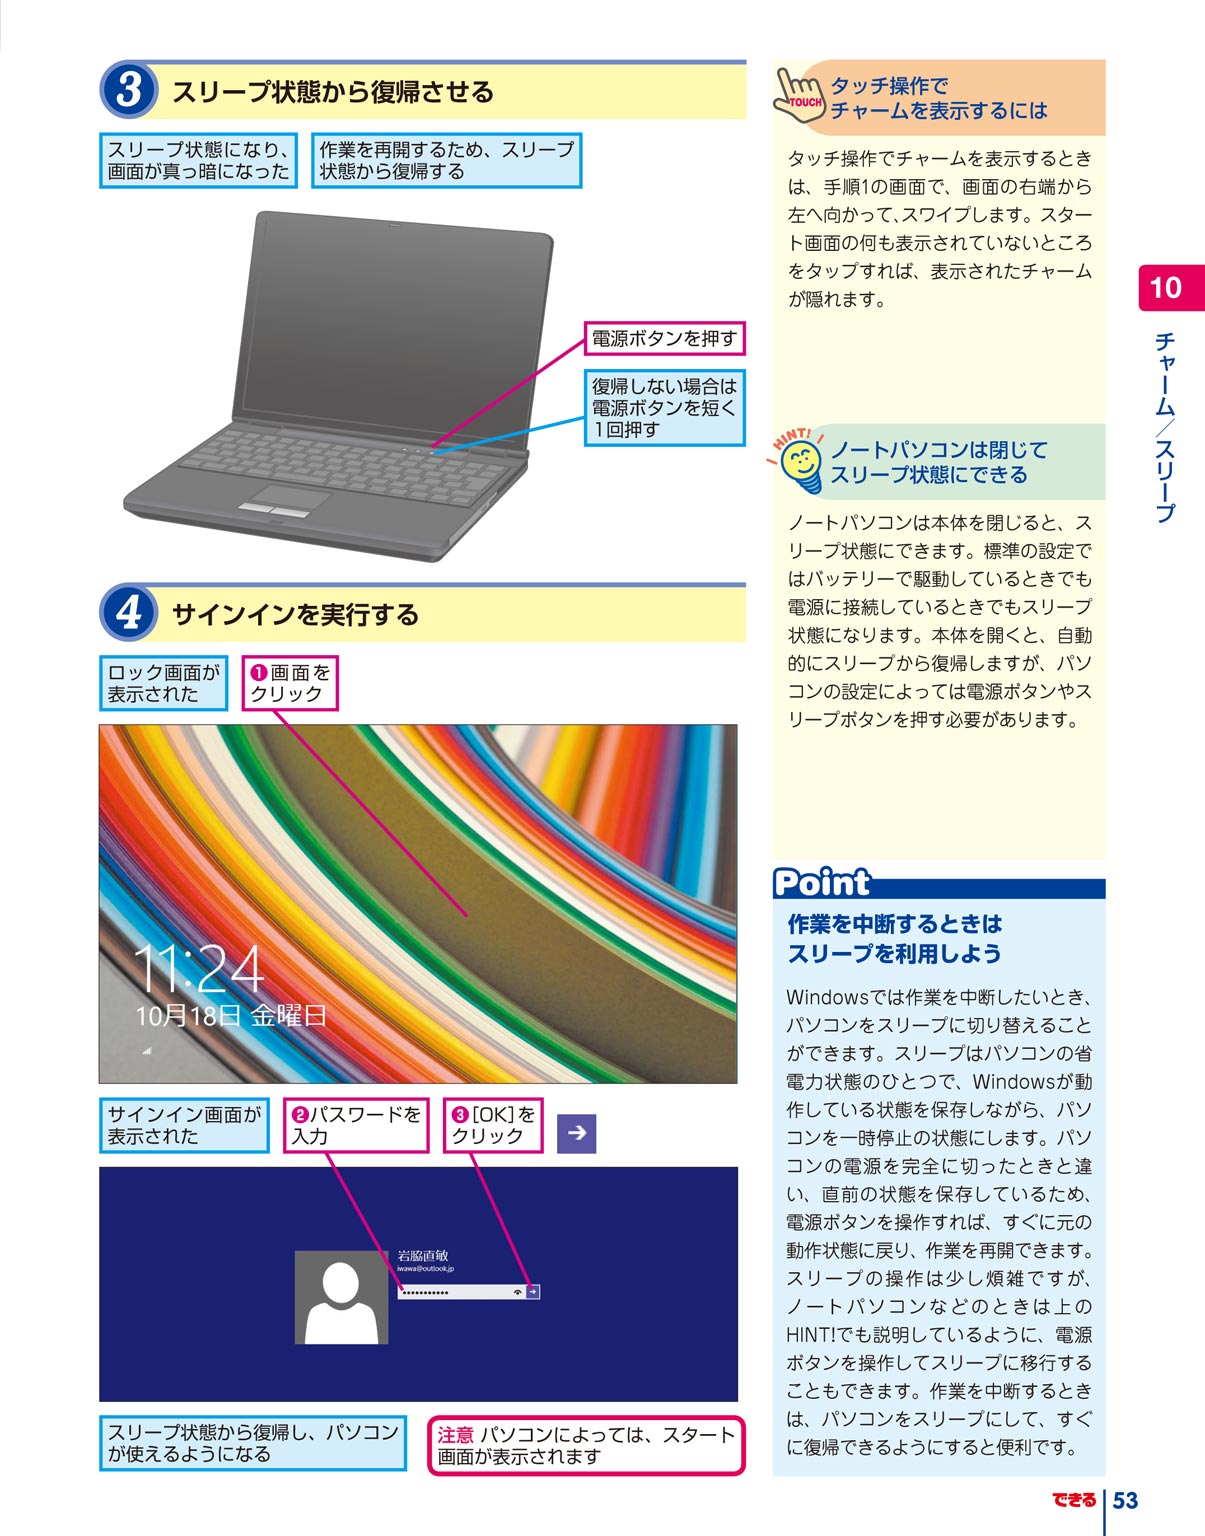 3 スリープ状態から復帰させる
スリープ状態になり、
画面が真っ暗になった
作業を再開するため、スリープ
状態から復帰する
電源ボタンを押す
復帰しない場合は
電源ボタンを短く
1回押す
4 サインインを実行する
ロック画面が
表示された
❶画面を
クリック
11:24
10月18日 金曜日
サインイン画面が
表示された
❷パスワードを
入力
❸[OK]を
クリック
岩脇直敏
iwawa@outlook.jp
スリープ状態から復帰し、パソコン
が使えるようになる
注意 パソコンによっては、スタート
画面が表示されます
TOUCH
タッチ操作で
チャームを表示するには
タッチ操作でチャームを表示するとき
は、手順1の画面で、画面の右端から
左へ向かって、スワイプします。スター
ト画面の何も表示されていないところ
をタップすれば、表示されたチャーム
が隠れます。
HINT!
ノートパソコンは閉じて
スリープ状態にできる
ノートパソコンは本体を閉じると、ス
リープ状態にできます。標準の設定で
はバッテリーで駆動しているときでも
電源に接続しているときでもスリープ
状態になります。本体を開くと、自動
的にスリープから復帰しますが、パソ
コンの設定によっては電源ボタンやス
リープボタンを押す必要があります。
Point
作業を中断するときは
スリープを利用しよう
Windowsでは作業を中断したいとき、
パソコンをスリープに切り替えること
ができます。スリープはパソコンの省
電力状態のひとつで、Windowsが動
作している状態を保存しながら、パソ
コンを一時停止の状態にします。パソ
コンの電源を完全に切ったときと違
い、直前の状態を保存しているため、
電源ボタンを操作すれば、すぐに元の
動作状態に戻り、作業を再開できます。
スリープの操作は少し煩雑ですが、
ノートパソコンなどのときは上の
HINT!でも説明しているように、電源
ボタンを操作してスリープに移行する
こともできます。作業を中断するとき
は、パソコンをスリープにして、すぐ
に復帰できるようにすると便利です。
10
チャーム／スリープ
できる 53